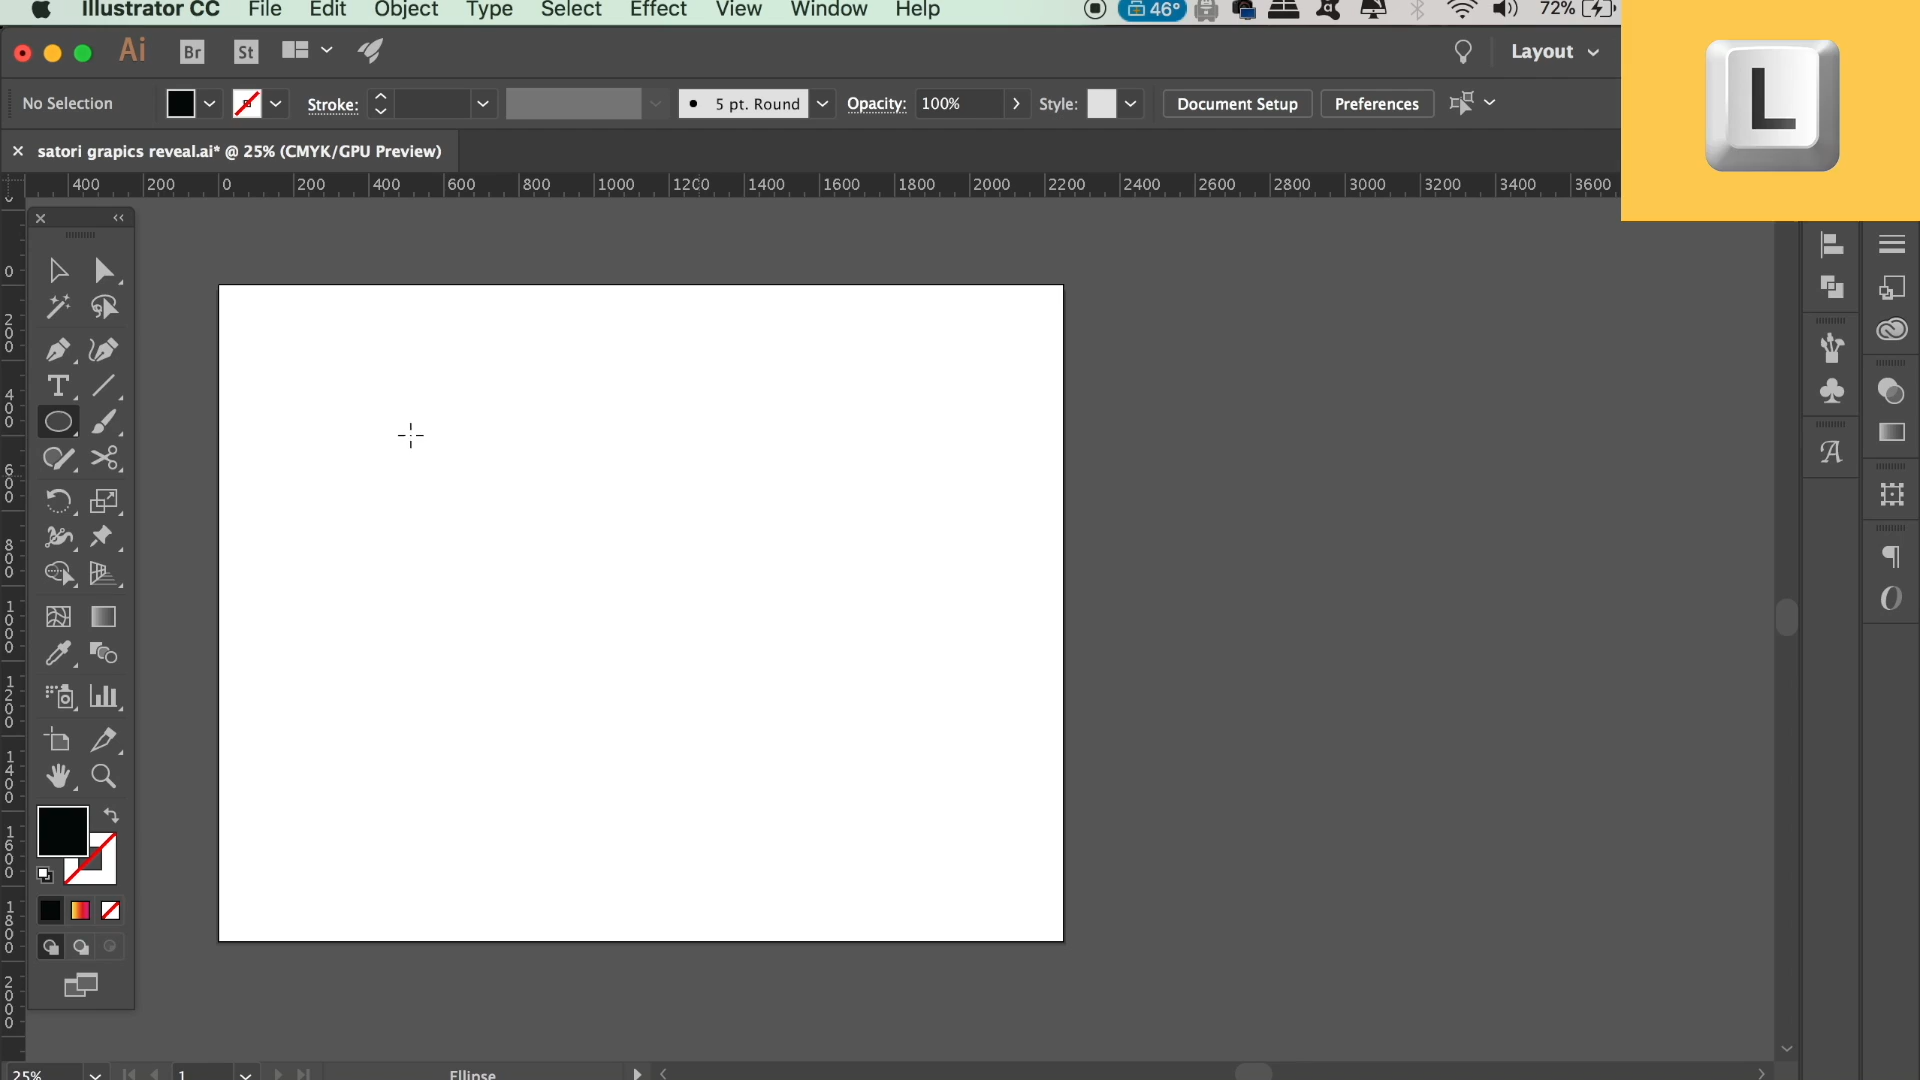 Illustrator CC File Edit Object Type Select Effect View Window Help 46° 72%
Ai Br St Layout
No Selection Stroke: 5 pt. Round Opacity: 100% Style: Document Setup Preferences
L
× satori grapics reveal.ai* @ 25% (CMYK/GPU Preview)
400 200 0 200 400 600 800 1000 1200 1400 1600 1800 2000 2200 2400 2600 2800 3000 3200 3400 3600
0
200
400
600
800
1000
1200
1400
1600
1800
2000
25% 1 Ellipse